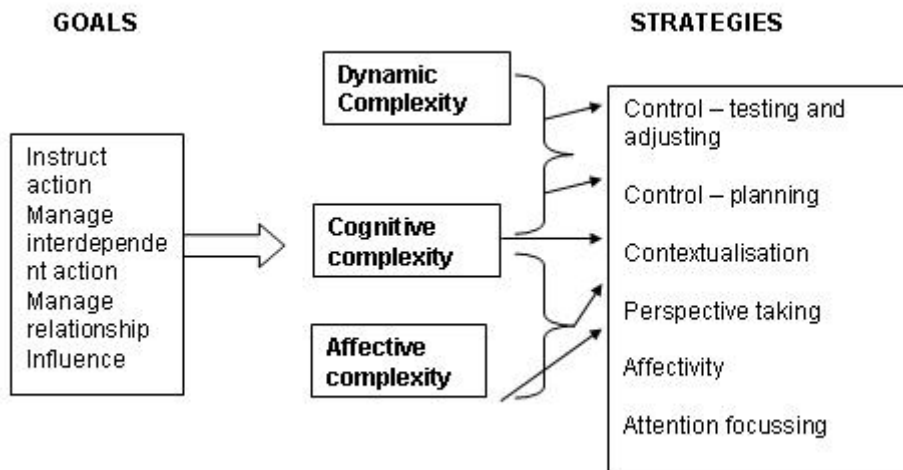 GOALS
STRATEGIES
Instruct
action
Manage
interdepende
nt action
Manage
relationship
Influence
Dynamic
Complexity
Cognitive
complexity
Affective
complexity
Control – testing and
adjusting
Control – planning
Contextualisation
Perspective taking
Affectivity
Attention focussing